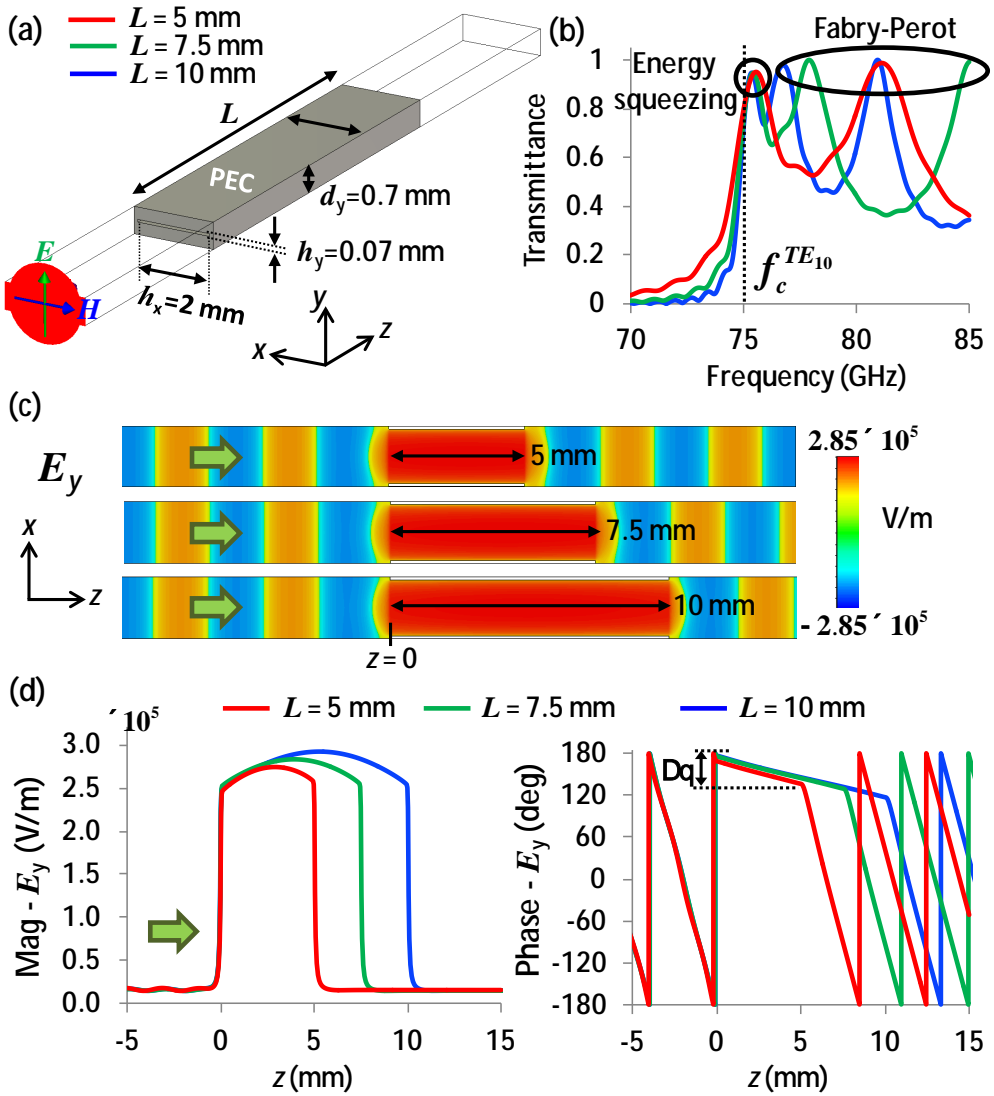 (a)
L = 5 mm
L = 7.5 mm
L = 10 mm
L
PEC
dy=0.7 mm
hy=0.07 mm
hx=2 mm
E
H
y
z
x
(b)
Fabry-Perot
Energy
squeezing
Transmittance
1
0.8
0.6
0.4
0.2
0
fcTE10
70 75 80 85
Frequency (GHz)
(c)
Ey
x
z
5 mm
7.5 mm
10 mm
z = 0
2.85´ 105
V/m
- 2.85´ 105
(d)
L = 5 mm L = 7.5 mm L = 10 mm
´ 105
Mag - Ey (V/m)
3.0
2.5
2.0
1.5
1.0
0.5
0.0
-5 0 5 10 15
z (mm)
Phase - Ey (deg)
180
120
60
0
-60
-120
-180
Dq
-5 0 5 10 15
z (mm)